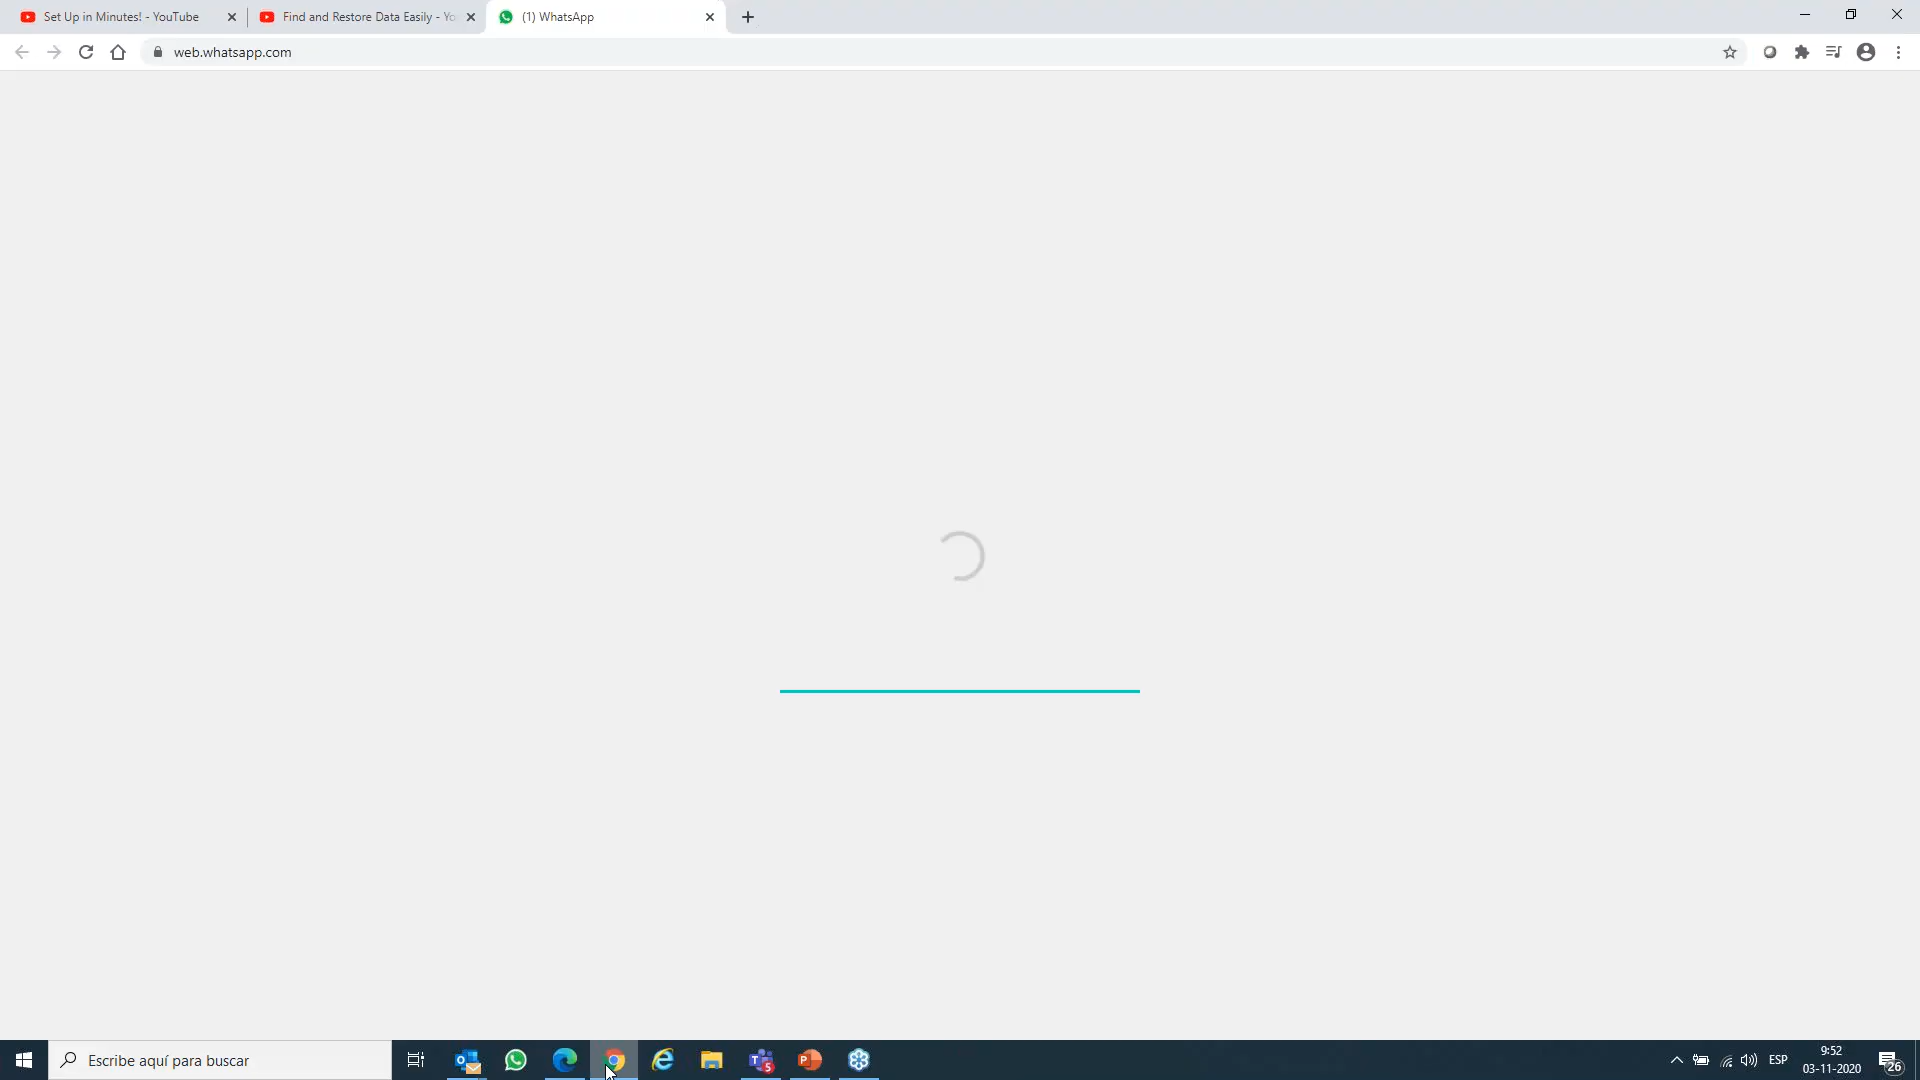 Set Up in Minutes! - YouTube
Find and Restore Data Easily - Yo
(1) WhatsApp
web.whatsapp.com
Escribe aquí para buscar
5
ESP
9:52
03-11-2020
26